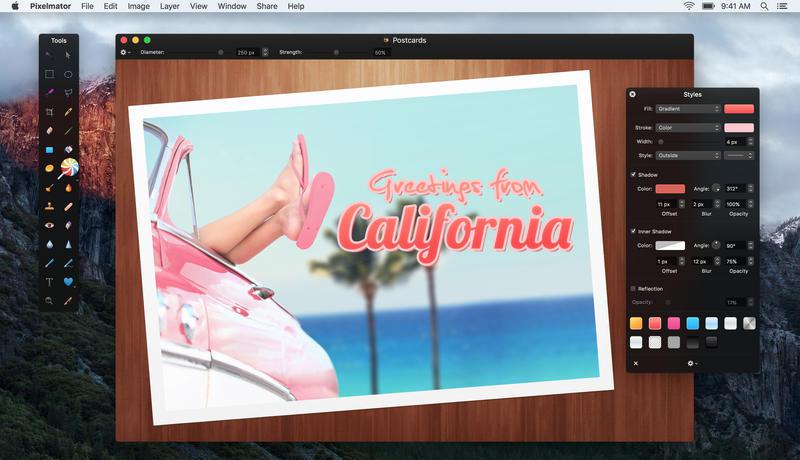 Pixelmator File Edit Image Layer View Window Share Help 9:41 AM
Tools
Postcards
Diameter: 250 px Strength: 50%
Greetings from
California
Styles
Fill: Gradient
Stroke: Color
Width: 4 px
Style: Outside
Shadow
Color: Angle: 312°
11 px 2 px 100%
Offset Blur Opacity
Inner Shadow
Color: Angle: 90°
1 px 12 px 75%
Offset Blur Opacity
Reflection
Opacity: 17%